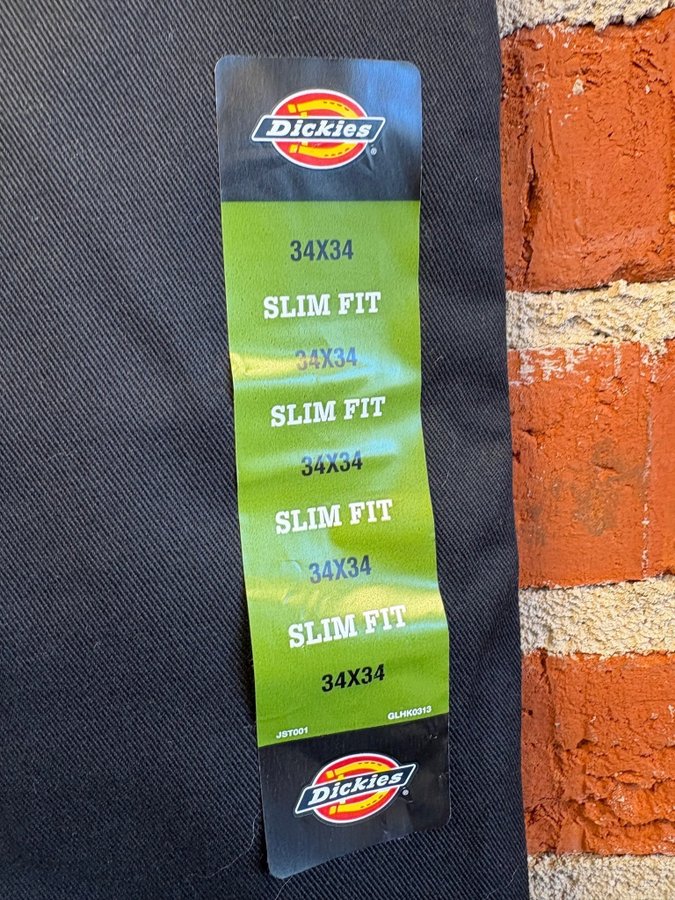 Dickies
®
34X34
SLIM FIT
34X34
SLIM FIT
34X34
SLIM FIT
34X34
SLIM FIT
34X34
JST001 GLHK0313
Dickies
®